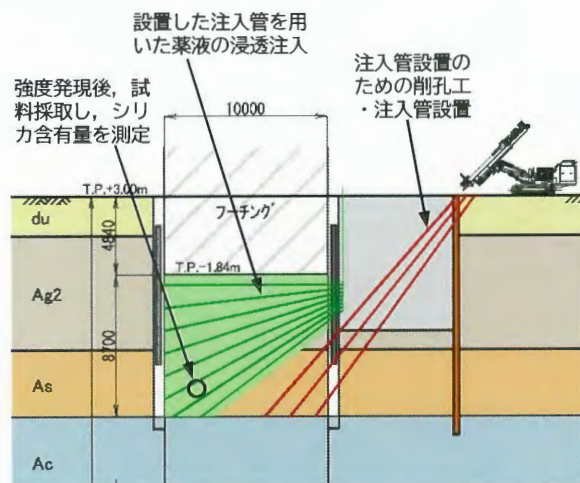 設置した注入管を用
いた薬液の浸透注入
強度発現後，試
料採取し，シリ
カ含有量を測定
注入管設置の
ための削孔工
・注入管設置
10000
T.P.+3.00m
フーチング
du
4840
T.P.-1.84m
Ag2
8700
As
Ac